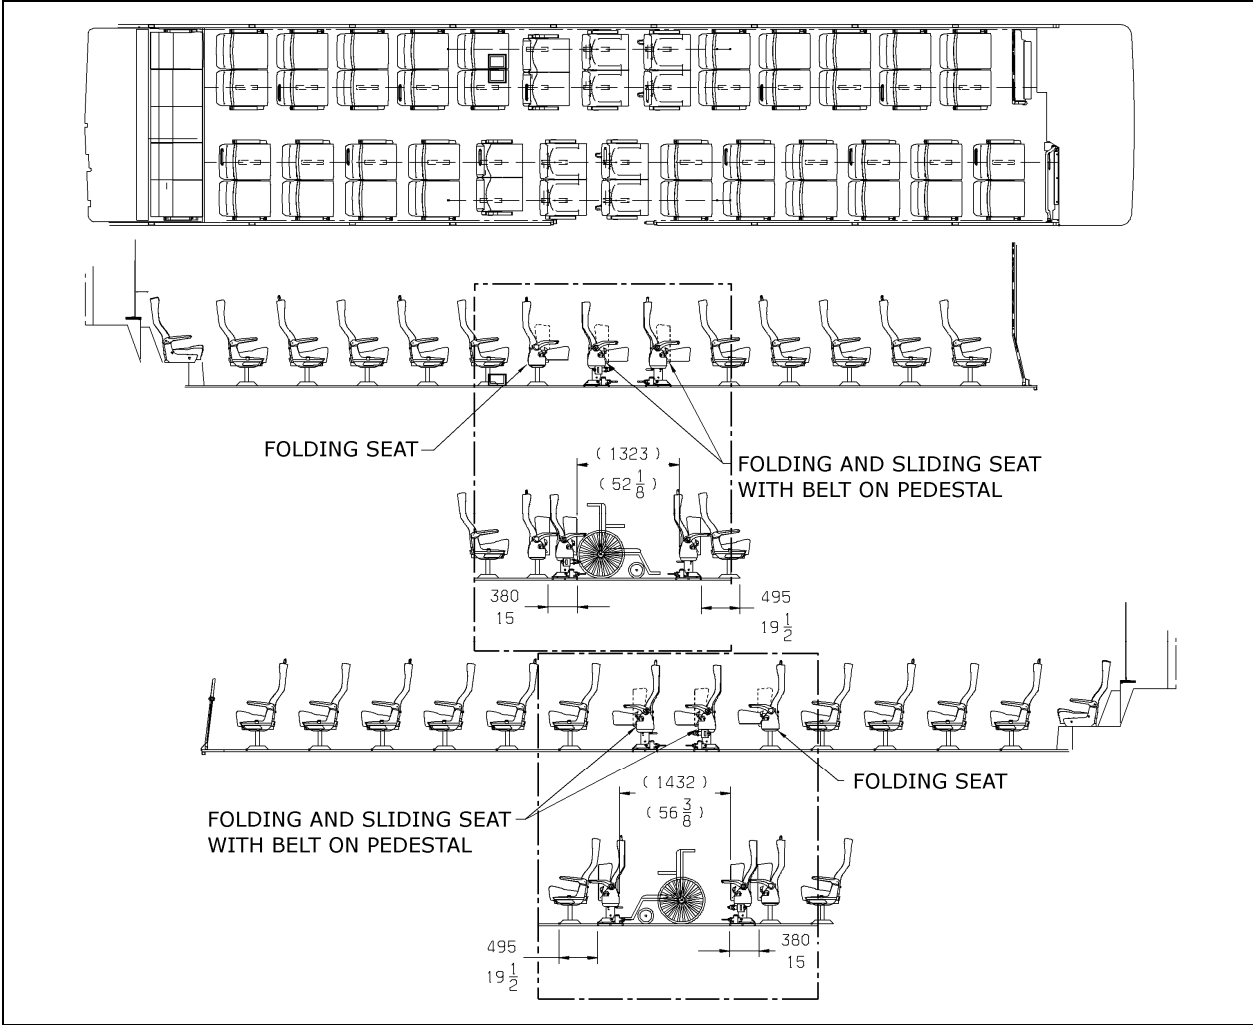 FOLDING SEAT
( 1323 )
( 52 1/8 )
FOLDING AND SLIDING SEAT
WITH BELT ON PEDESTAL
380
15
495
19 1/2
( 1432 )
( 56 3/8 )
FOLDING SEAT
FOLDING AND SLIDING SEAT
WITH BELT ON PEDESTAL
495
19 1/2
380
15